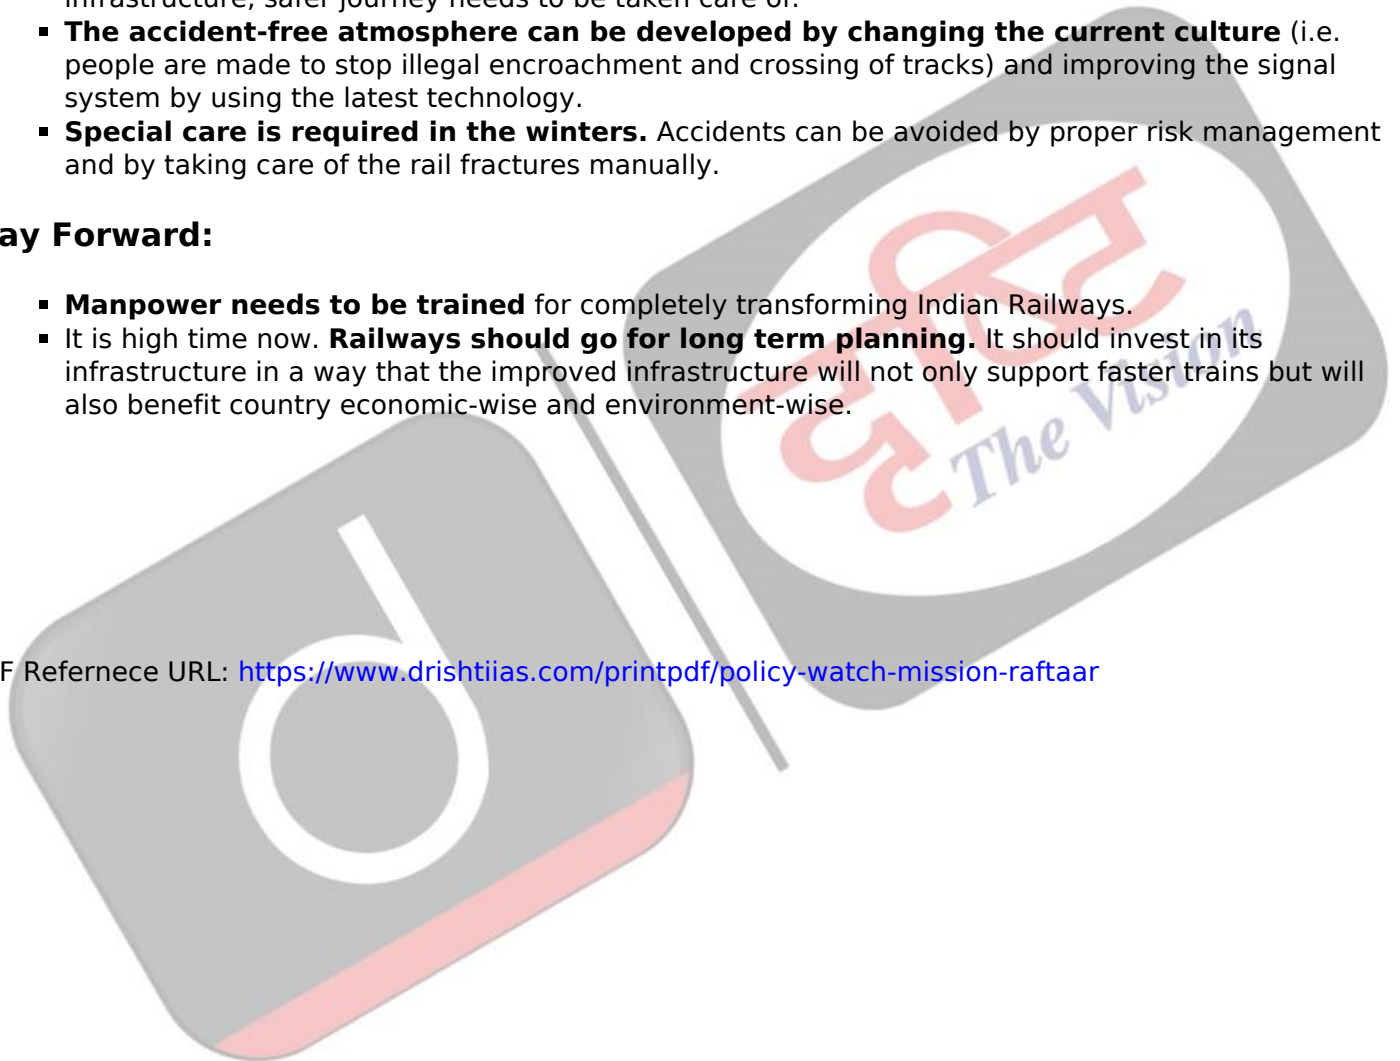 infrastructure, safer journey needs to be taken care of.
▪ The accident-free atmosphere can be developed by changing the current culture (i.e.
people are made to stop illegal encroachment and crossing of tracks) and improving the signal
system by using the latest technology.
▪ Special care is required in the winters. Accidents can be avoided by proper risk management
and by taking care of the rail fractures manually.
ay Forward:
▪ Manpower needs to be trained for completely transforming Indian Railways.
▪ It is high time now. Railways should go for long term planning. It should invest in its
infrastructure in a way that the improved infrastructure will not only support faster trains but will
also benefit country economic-wise and environment-wise.
दृष्टि
The Vision
d
F Refernece URL: https://www.drishtiias.com/printpdf/policy-watch-mission-raftaar